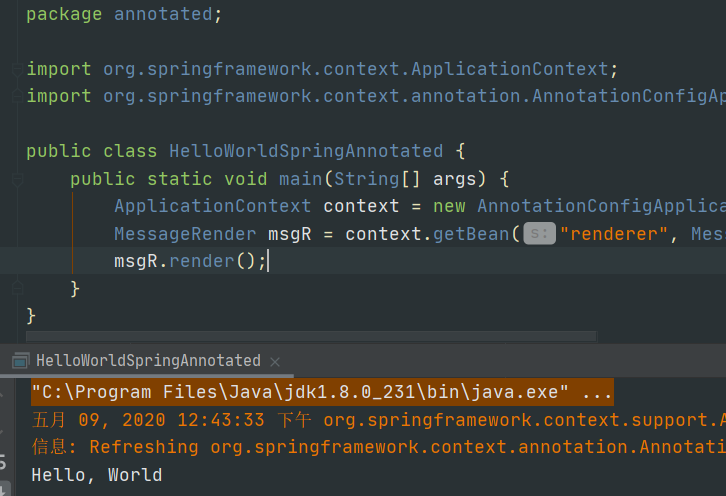 package annotated;
import org.springframework.context.ApplicationContext;
import org.springframework.context.annotation.AnnotationConfigAp
public class HelloWorldSpringAnnotated {
public static void main(String[] args) {
ApplicationContext context = new AnnotationConfigApplica
MessageRender msgR = context.getBean( s: "renderer", Mes
msgR.render();
}
}
HelloWorldSpringAnnotated ×
"C:\Program Files\Java\jdk1.8.0_231\bin\java.exe" ...
五月 09, 2020 12:43:33 下午 org.springframework.context.support.A
信息: Refreshing org.springframework.context.annotation.Annotati
Hello, World